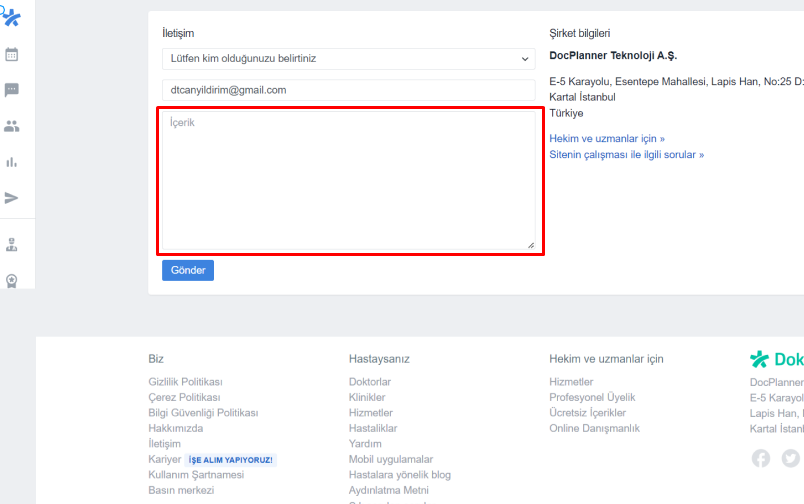 İletişim
Lütfen kim olduğunuzu belirtiniz
dtcanyildirim@gmail.com
İçerik
Gönder
Şirket bilgileri
DocPlanner Teknoloji A.Ş.
E-5 Karayolu, Esentepe Mahallesi, Lapis Han, No:25 D:
Kartal İstanbul
Türkiye
Hekim ve uzmanlar için »
Sitenin çalışması ile ilgili sorular »
Biz
Gizlilik Politikası
Çerez Politikası
Bilgi Güvenliği Politikası
Hakkımızda
İletişim
Kariyer İŞE ALIM YAPIYORUZ!
Kullanım Şartnamesi
Basın merkezi
Hastaysanız
Doktorlar
Klinikler
Hizmetler
Hastalıklar
Yardım
Mobil uygulamalar
Hastalara yönelik blog
Aydınlatma Metni
Hekim ve uzmanlar için
Hizmetler
Profesyonel Üyelik
Ücretsiz İçerikler
Online Danışmanlık
Dok
DocPlanner
E-5 Karayol
Lapis Han,
Kartal İstan